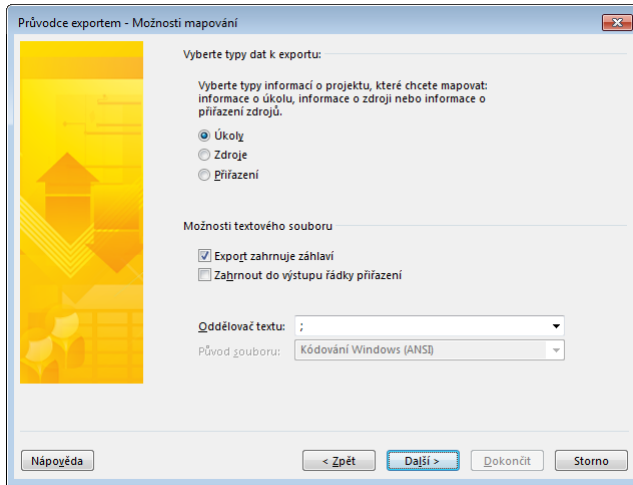 Průvodce exportem - Možnosti mapování
Vyberte typy dat k exportu:
Vyberte typy informací o projektu, které chcete mapovat:
informace o úkolu, informace o zdroji nebo informace o
přiřazení zdrojů.
Úkoly
Zdroje
Přiřazení
Možnosti textového souboru
Export zahrnuje záhlaví
Zahrnout do výstupu řádky přiřazení
Oddělovač textu: ;
Původ souboru: Kódování Windows (ANSI)
Nápověda < Zpět Další > Dokončit Storno